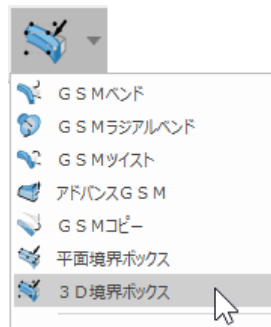 ＧＳＭベンド
ＧＳＭラジアルベンド
ＧＳＭツイスト
アドバンスＧＳＭ
ＧＳＭコピー
平面境界ボックス
３Ｄ境界ボックス